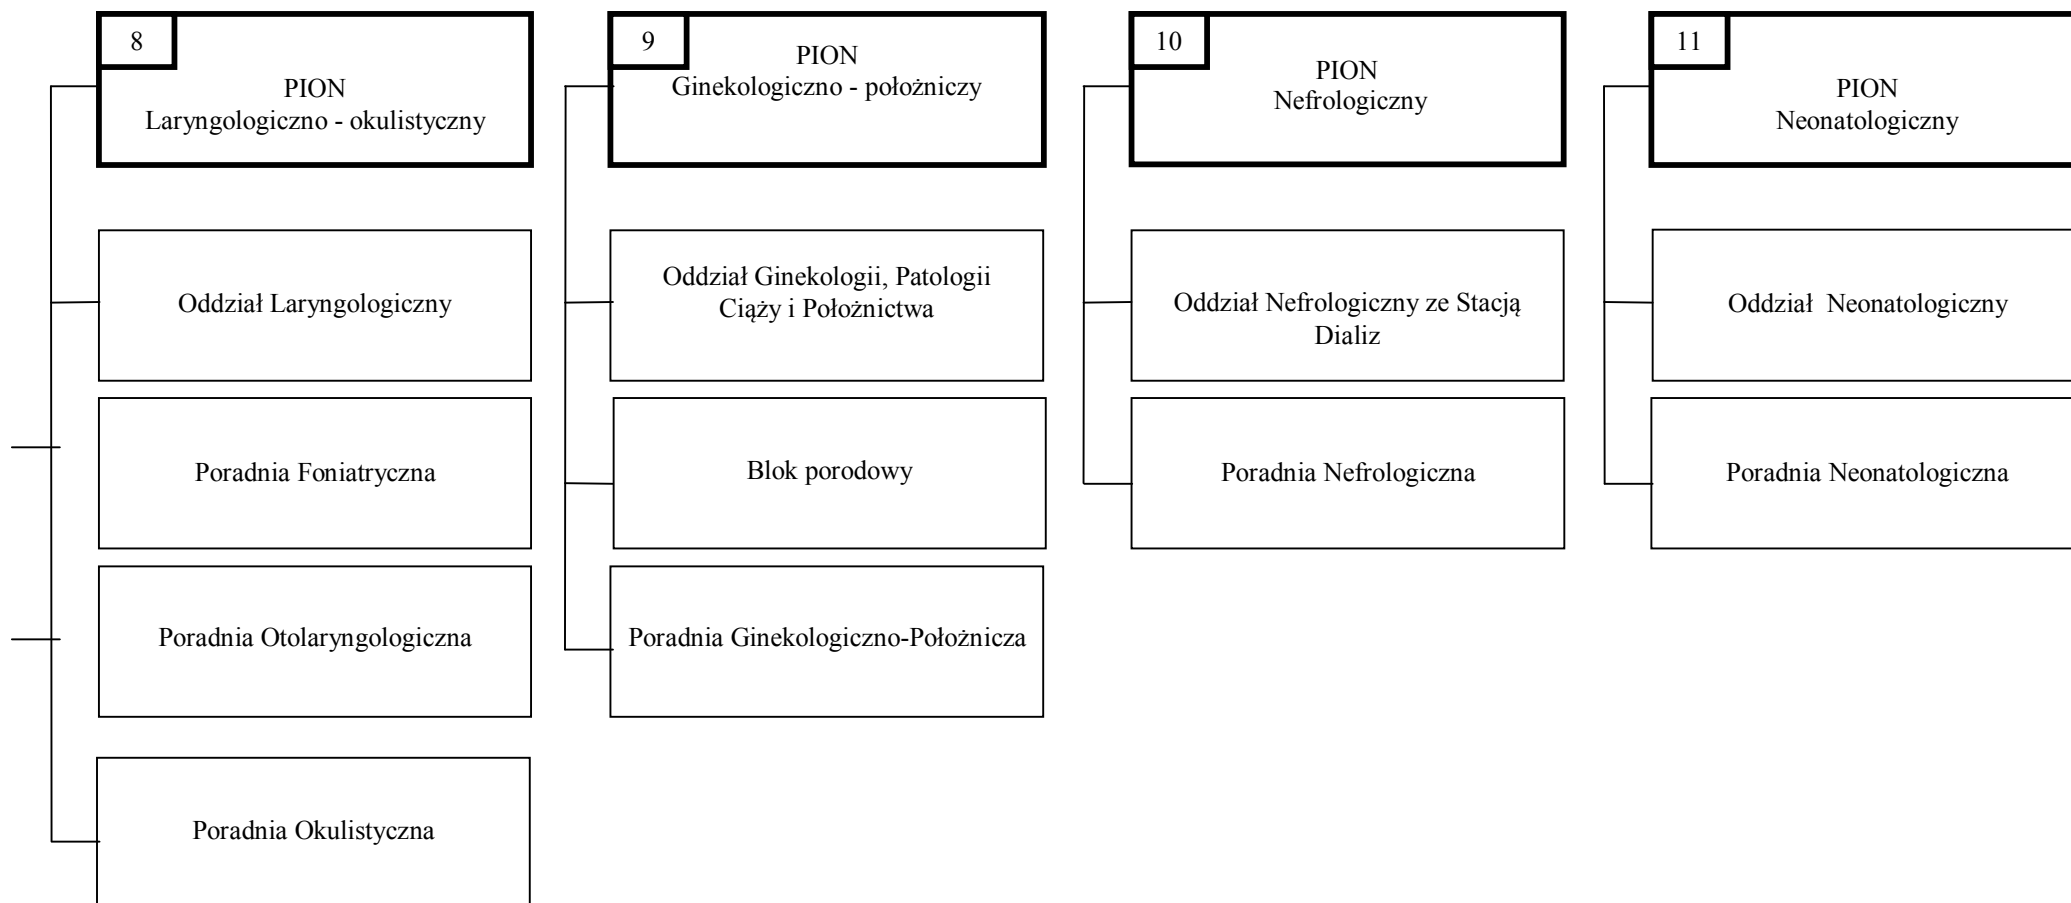 8
PION
Laryngologiczno - okulistyczny
Oddział Laryngologiczny
Poradnia Foniatryczna
Poradnia Otolaryngologiczna
Poradnia Okulistyczna
9
PION
Ginekologiczno - położniczy
Oddział Ginekologii, Patologii
Ciąży i Położnictwa
Blok porodowy
Poradnia Ginekologiczno-Położnicza
10
PION
Nefrologiczny
Oddział Nefrologiczny ze Stacją
Dializ
Poradnia Nefrologiczna
11
PION
Neonatologiczny
Oddział  Neonatologiczny
Poradnia Neonatologiczna